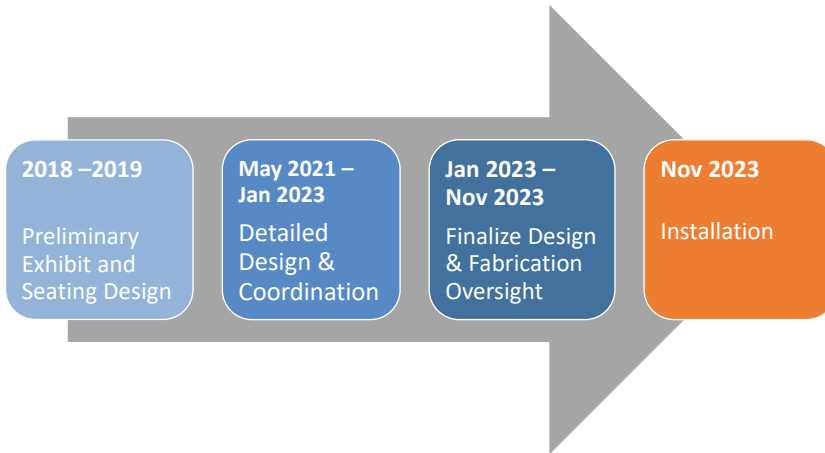 2018 –2019
Preliminary
Exhibit and
Seating Design
May 2021 –
Jan 2023
Detailed
Design &
Coordination
Jan 2023 –
Nov 2023
Finalize Design
& Fabrication
Oversight
Nov 2023
Installation